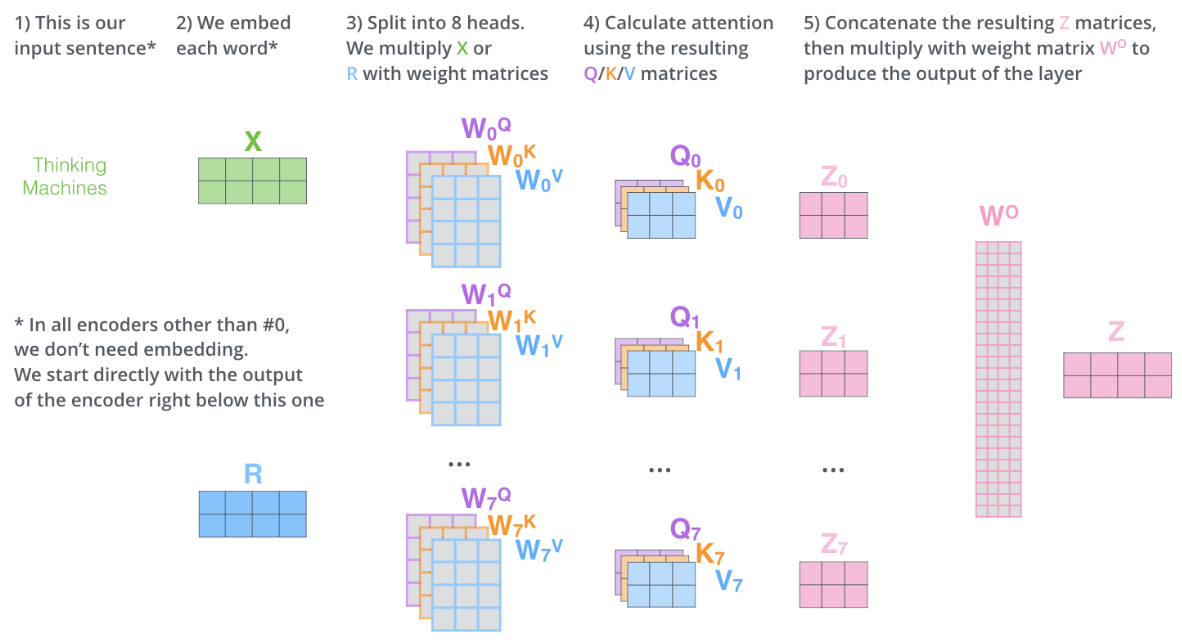 1) This is our
input sentence*
2) We embed
each word*
3) Split into 8 heads.
We multiply X or
R with weight matrices
4) Calculate attention
using the resulting
Q/K/V matrices
5) Concatenate the resulting Z matrices,
then multiply with weight matrix Wᴼ to
produce the output of the layer
Thinking
Machines
X
W₀Q
W₀K
W₀V
Q₀
K₀
V₀
Z₀
Wᴼ
* In all encoders other than #0,
we don’t need embedding.
We start directly with the output
of the encoder right below this one
W₁Q
W₁K
W₁V
Q₁
K₁
V₁
Z₁
Z
...
...
...
R
W₇Q
W₇K
W₇V
Q₇
K₇
V₇
Z₇